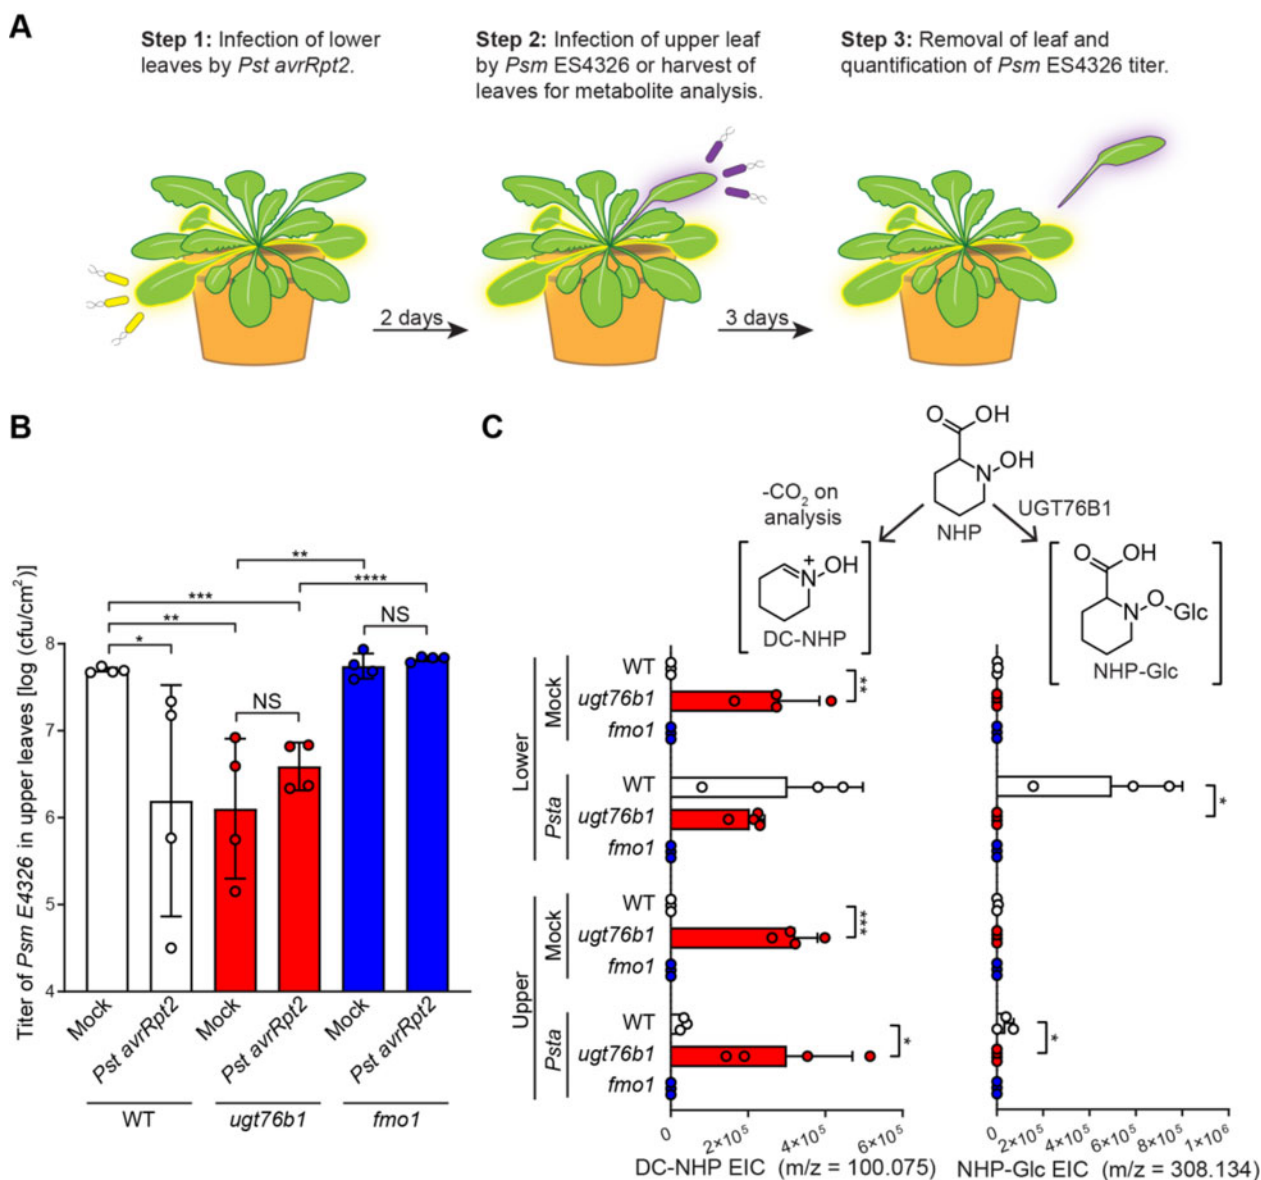 A
Step 1: Infection of lower
leaves by Pst avrRpt2.
Step 2: Infection of upper leaf
by Psm ES4326 or harvest of
leaves for metabolite analysis.
Step 3: Removal of leaf and
quantification of Psm ES4326 titer.
2 days
3 days
B
Titer of Psm E4326 in upper leaves [log (cfu/cm²)]
8
7
6
5
4
**
****
***
**
*
NS
NS
Mock
Pst avrRpt2
Mock
Pst avrRpt2
Mock
Pst avrRpt2
WT
ugt76b1
fmo1
C
O
OH
N
OH
NHP
-CO₂ on
analysis
UGT76B1
+
N
OH
DC-NHP
O
OH
N
O
Glc
NHP-Glc
Lower
Mock
WT
ugt76b1
fmo1
**
Psta
WT
ugt76b1
fmo1
*
Upper
Mock
WT
ugt76b1
fmo1
***
Psta
WT
ugt76b1
fmo1
*
*
0
2×10⁵
4×10⁵
6×10⁵
DC-NHP EIC (m/z = 100.075)
0
2×10⁵
4×10⁵
6×10⁵
8×10⁵
1×10⁶
NHP-Glc EIC (m/z = 308.134)